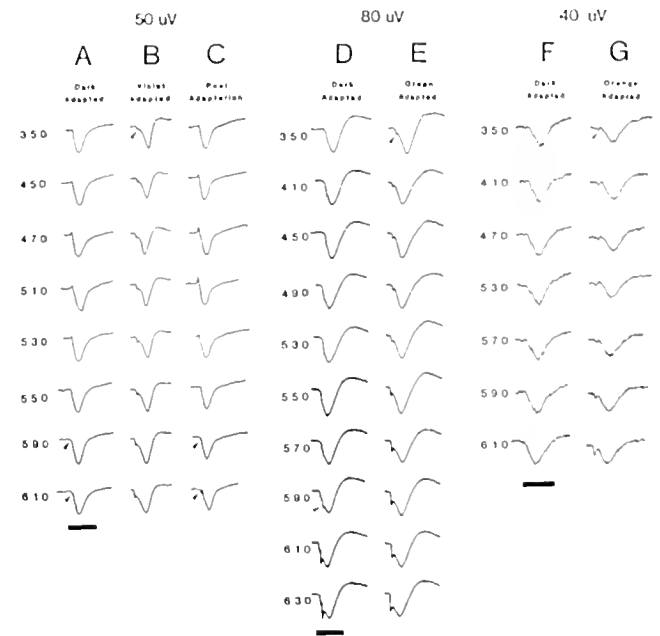 50 uV 80 uV 40 uV
A B C D E F G
Dark Adapted Violet Adapted Post Adaptation Dark Adapted Green Adapted Dark Adapted Orange Adapted
350 350 350
450 410 410
470 450 470
510 490 530
530 530 570
550 550 590
590 570 610
610 590
610
630